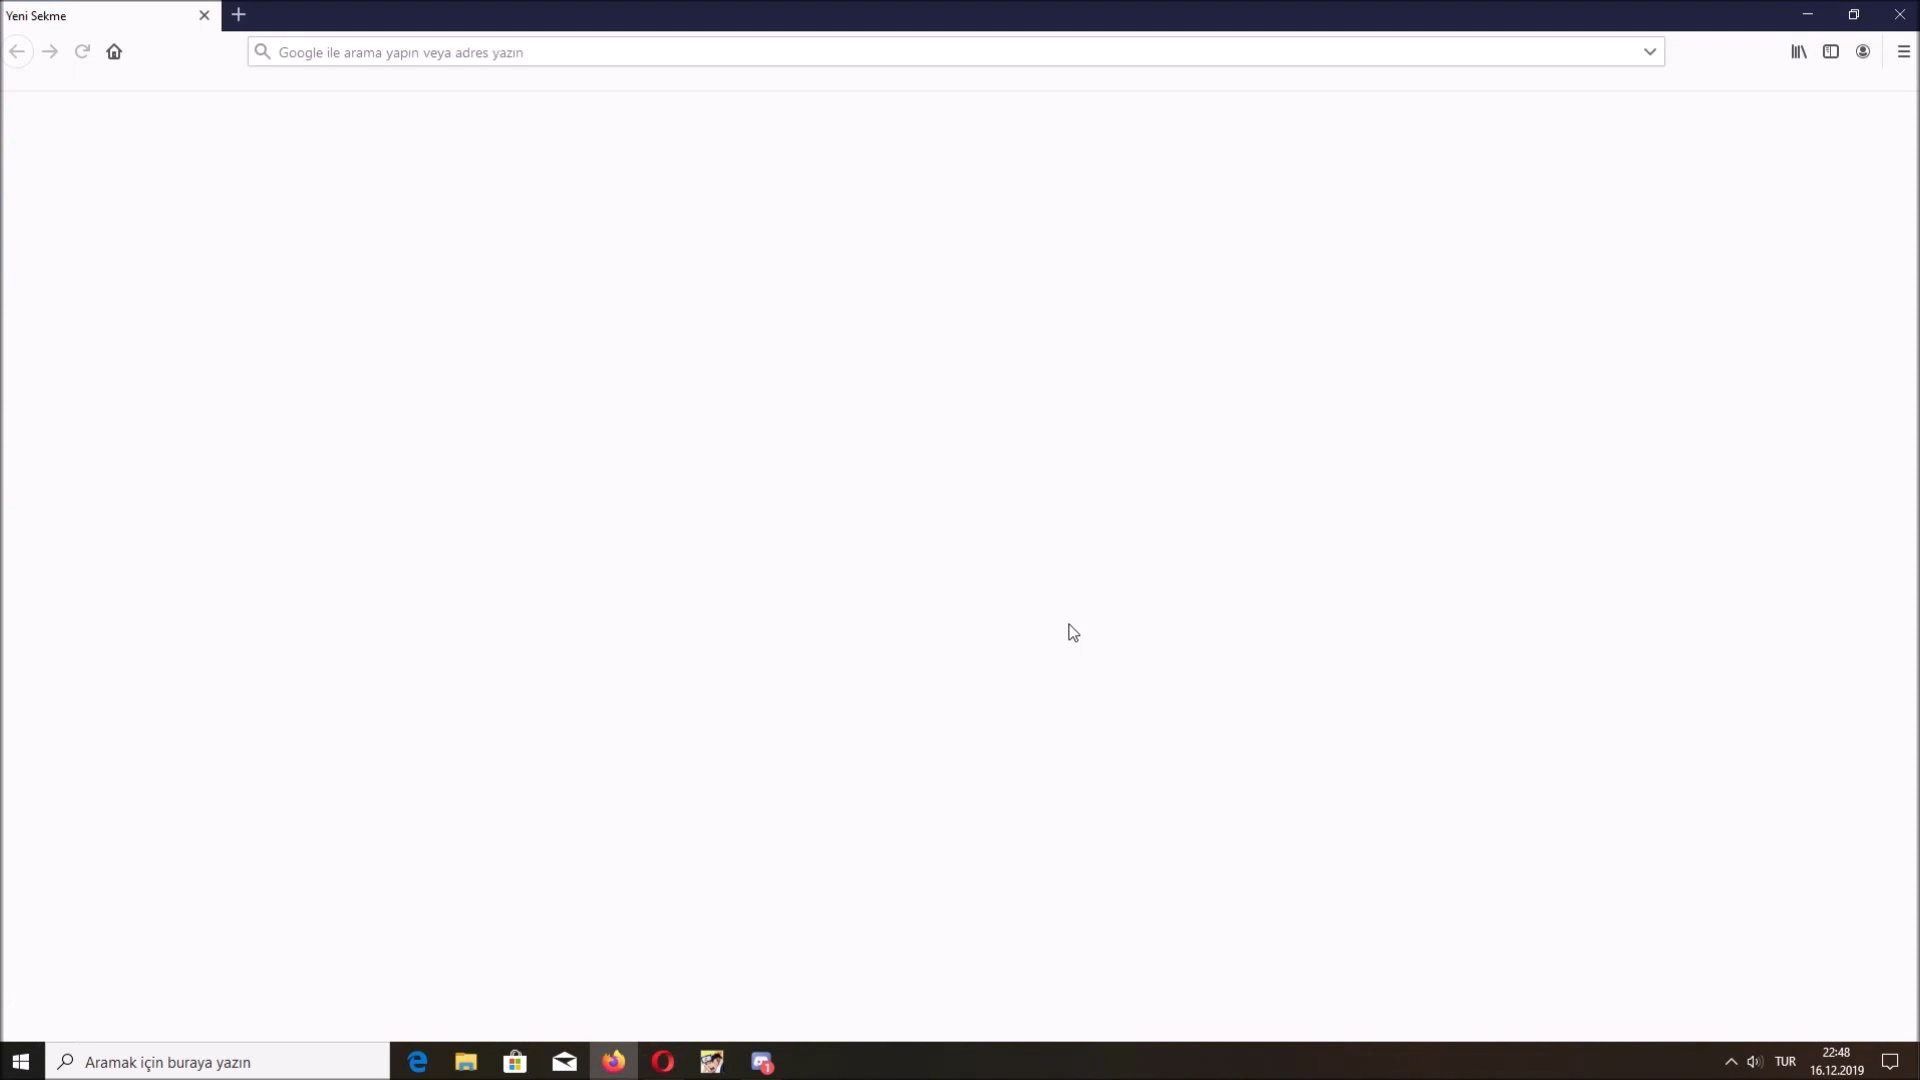 Yeni Sekme
Google ile arama yapın veya adres yazın
Aramak için buraya yazın
1
TUR
22:48
16.12.2019